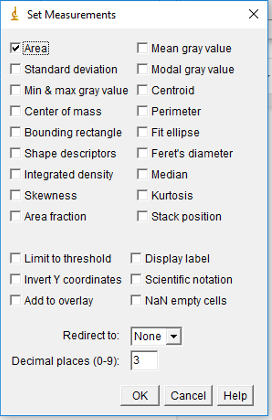 Set Measurements
Area Mean gray value
Standard deviation Modal gray value
Min & max gray value Centroid
Center of mass Perimeter
Bounding rectangle Fit ellipse
Shape descriptors Feret's diameter
Integrated density Median
Skewness Kurtosis
Area fraction Stack position
Limit to threshold Display label
Invert Y coordinates Scientific notation
Add to overlay NaN empty cells
Redirect to: None
Decimal places (0-9): 3
OK Cancel Help